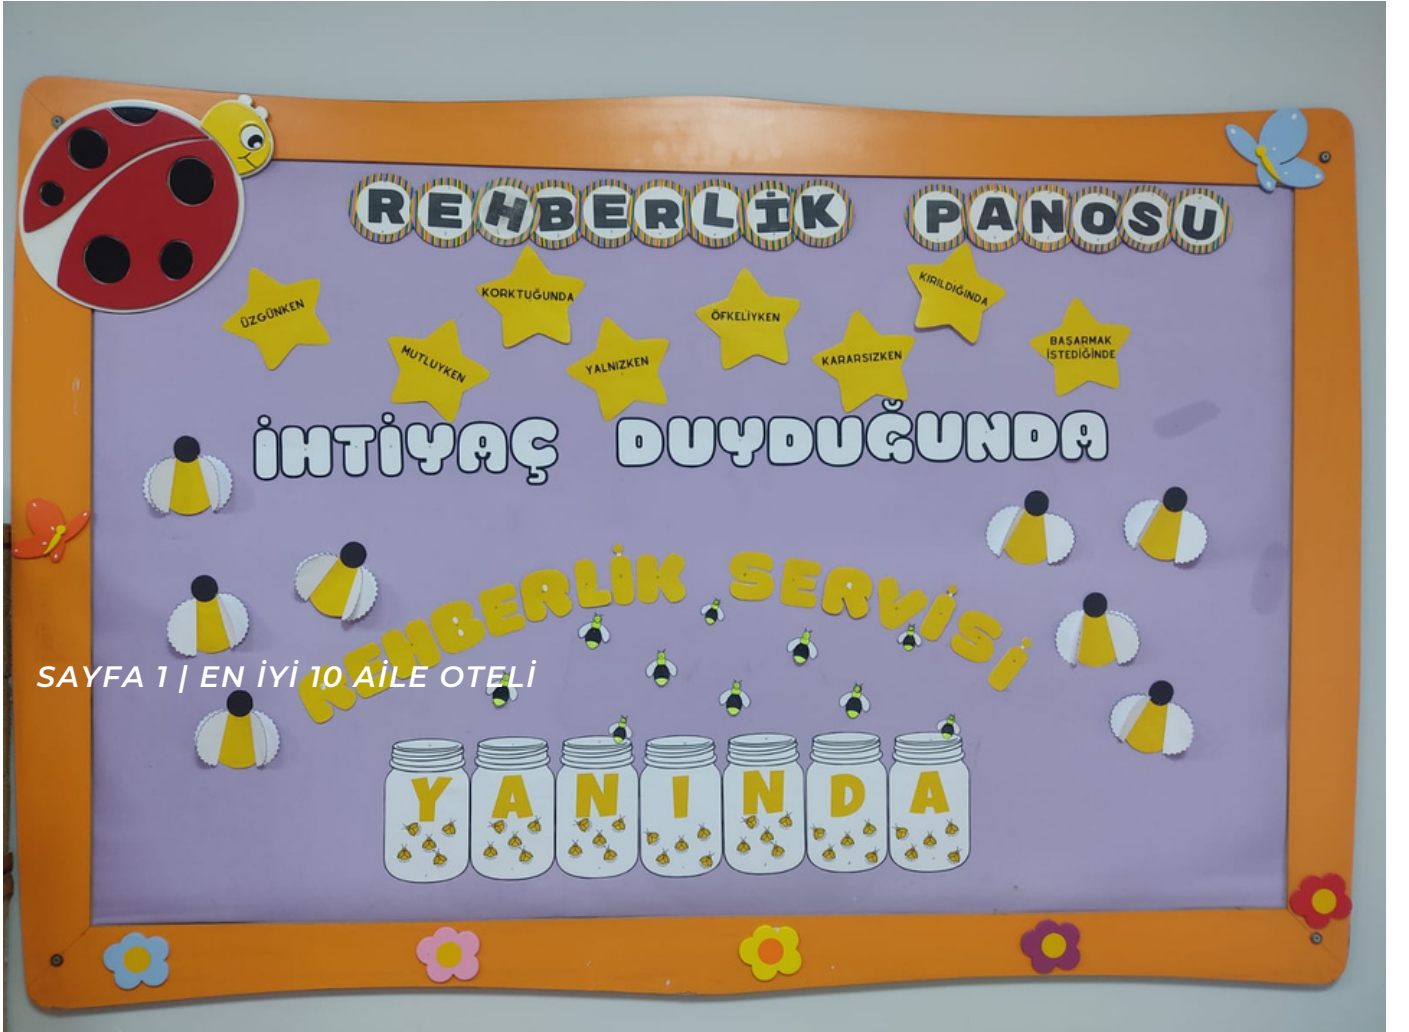 REHBERLİK PANOSU
ÜZGÜNKEN
MUTLUYKEN
KORKTUĞUNDA
YALNIZKEN
ÖFKELİYKEN
KARARSIZKEN
KIRILDIĞINDA
BAŞARMAK
İSTEDİĞİNDE
İHTİYAÇ DUYDUĞUNDA
REHBERLİK SERVİSİ
SAYFA 1 | EN İYİ 10 AİLE OTELİ
YANINDA